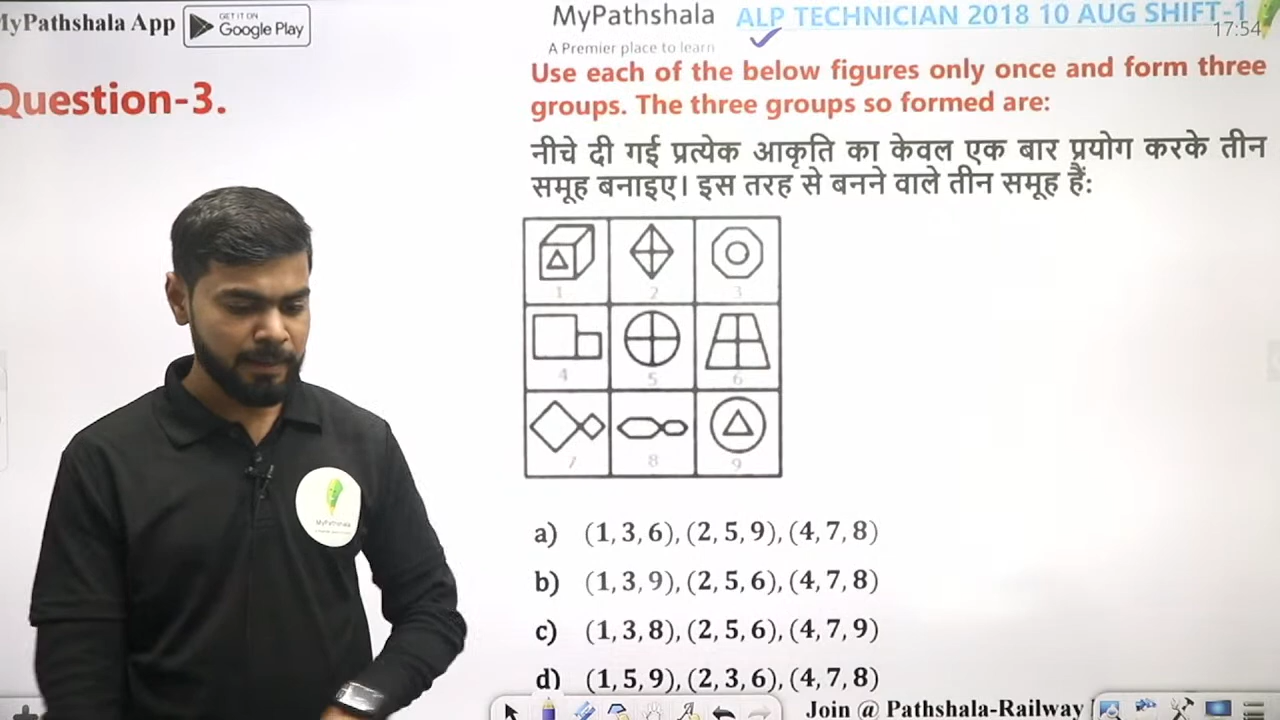 MyPathshala App
GET IT ON
Google Play
MyPathshala
A Premier place to learn
ALP TECHNICIAN 2018 10 AUG SHIFT-1
17:54
Question-3.
Use each of the below figures only once and form three
groups. The three groups so formed are:
नीचे दी गई प्रत्येक आकृति का केवल एक बार प्रयोग करके तीन
समूह बनाइए। इस तरह से बनने वाले तीन समूह हैं:
1 2 3
4 5 6
7 8 9
a) (1, 3, 6), (2, 5, 9), (4, 7, 8)
b) (1, 3, 9), (2, 5, 6), (4, 7, 8)
c) (1, 3, 8), (2, 5, 6), (4, 7, 9)
d) (1, 5, 9), (2, 3, 6), (4, 7, 8)
MyPathshala
Join @ Pathshala-Railway